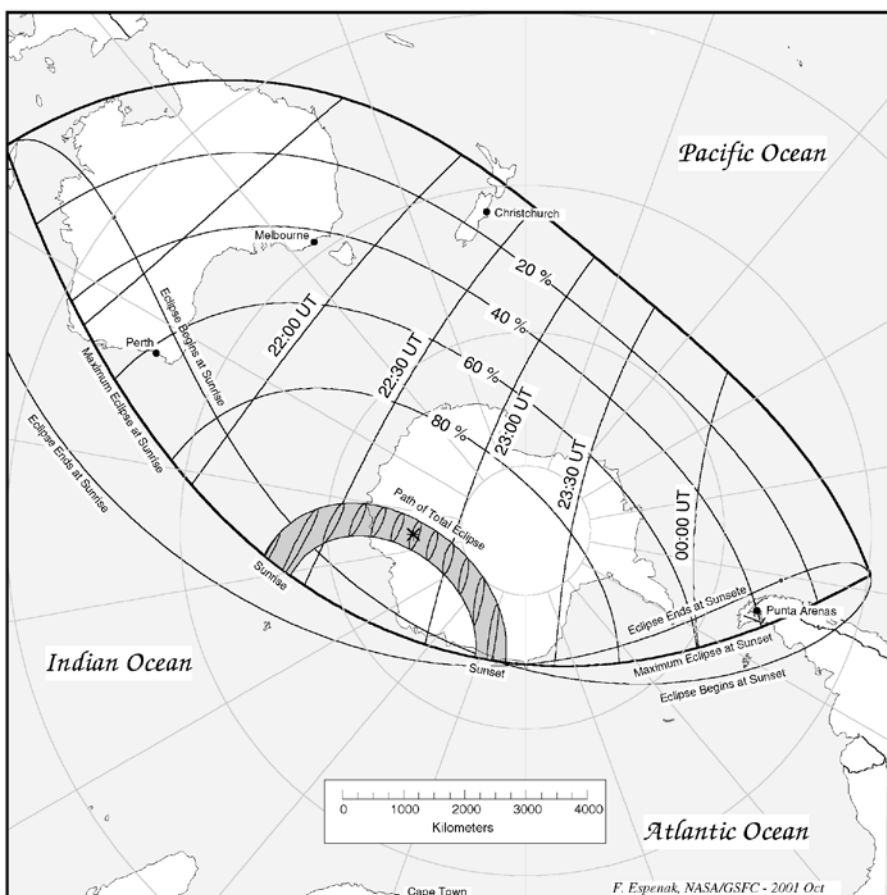 Pacific Ocean
Christchurch
Melbourne
20 %
Eclipse Begins at Sunrise
22:00 UT
40 %
Perth
Maximum Eclipse at Sunrise
22:30 UT
60 %
Eclipse Ends at Sunrise
80 %
23:00 UT
23:30 UT
Path of Total Eclipse
00:00 UT
Sunrise
Eclipse Ends at Sunsete
Punta Arenas
Indian Ocean
Sunset
Maximum Eclipse at Sunset
Eclipse Begins at Sunset
0 1000 2000 3000 4000
Kilometers
Atlantic Ocean
Cape Town
F. Espenak, NASA/GSFC - 2001 Oct